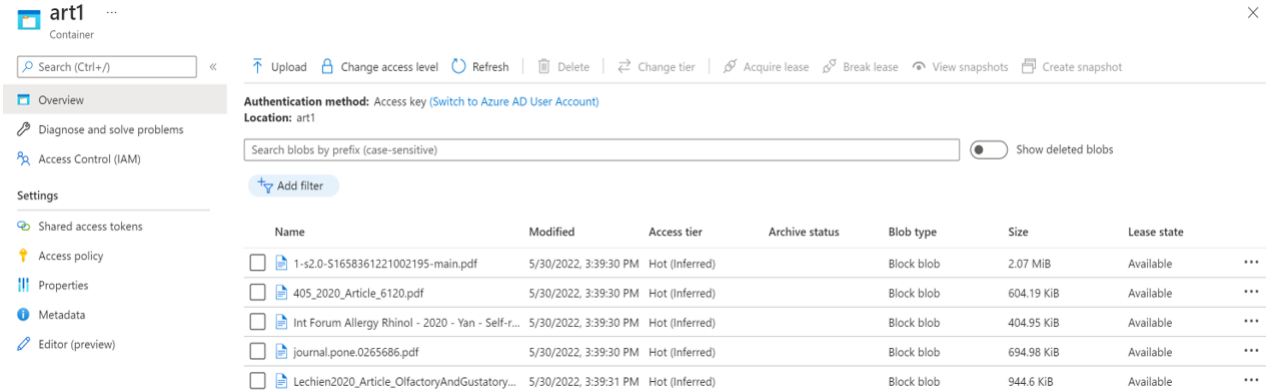 art1 ...
Container
Search (Ctrl+/) «
Upload Change access level Refresh Delete Change tier Acquire lease Break lease View snapshots Create snapshot
Overview
Diagnose and solve problems
Access Control (IAM)
Settings
Shared access tokens
Access policy
Properties
Metadata
Editor (preview)
Authentication method: Access key (Switch to Azure AD User Account)
Location: art1
Search blobs by prefix (case-sensitive) Show deleted blobs
Add filter
Name Modified Access tier Archive status Blob type Size Lease state
1-s2.0-S1658361221002195-main.pdf 5/30/2022, 3:39:30 PM Hot (Inferred) Block blob 2.07 MiB Available ...
405_2020_Article_6120.pdf 5/30/2022, 3:39:30 PM Hot (Inferred) Block blob 604.19 KiB Available ...
Int Forum Allergy Rhinol - 2020 - Yan - Self-r... 5/30/2022, 3:39:30 PM Hot (Inferred) Block blob 404.95 KiB Available ...
journal.pone.0265686.pdf 5/30/2022, 3:39:30 PM Hot (Inferred) Block blob 694.98 KiB Available ...
Lechien2020_Article_OlfactoryAndGustatory... 5/30/2022, 3:39:31 PM Hot (Inferred) Block blob 944.6 KiB Available ...